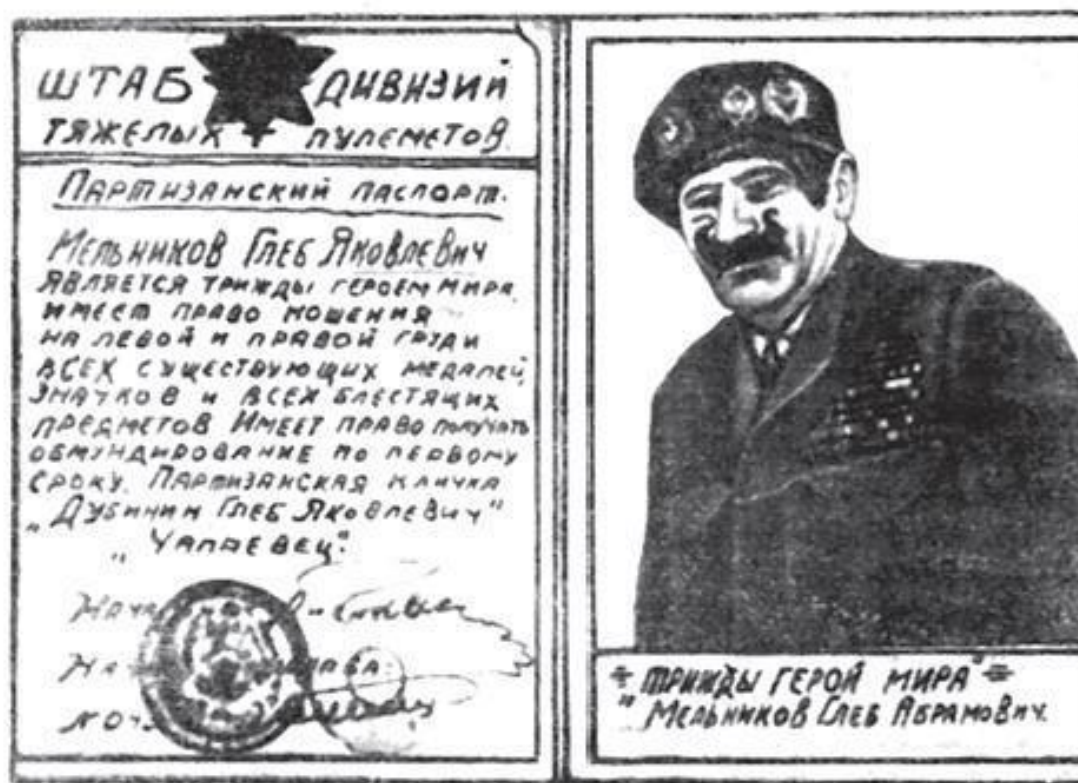 ШТАБ ДИВИЗИЙ
ТЯЖЕЛЫХ ПУЛЕМЕТОВ.
ПАРТИЗАНСКИЙ ПАСПОРТ.
МЕЛЬНИКОВ ГЛЕБ ЯКОВЛЕВИЧ
ЯВЛЯЕТСЯ ТРИЖДЫ ГЕРОЕМ МИРА.
ИМЕЕТ ПРАВО НОШЕНИЯ
НА ЛЕВОЙ И ПРАВОЙ ГРУДИ
ВСЕХ СУЩЕСТВУЮЩИХ МЕДАЛЕЙ,
ЗНАЧКОВ И ВСЕХ БЛЕСТЯЩИХ
ПРЕДМЕТОВ ИМЕЕТ ПРАВО ПОЛУЧАТЬ
ОБМУНДИРОВАНИЕ ПО ПЕРВОМУ
СРОКУ. ПАРТИЗАНСКАЯ КЛИЧКА
„ДУБИНИН ГЛЕБ ЯКОВЛЕВИЧ"
„ЧАПАЕВЕЦ".
"ТРИЖДЫ ГЕРОЙ МИРА"
"МЕЛЬНИКОВ ГЛЕБ АБРАМОВИЧ.